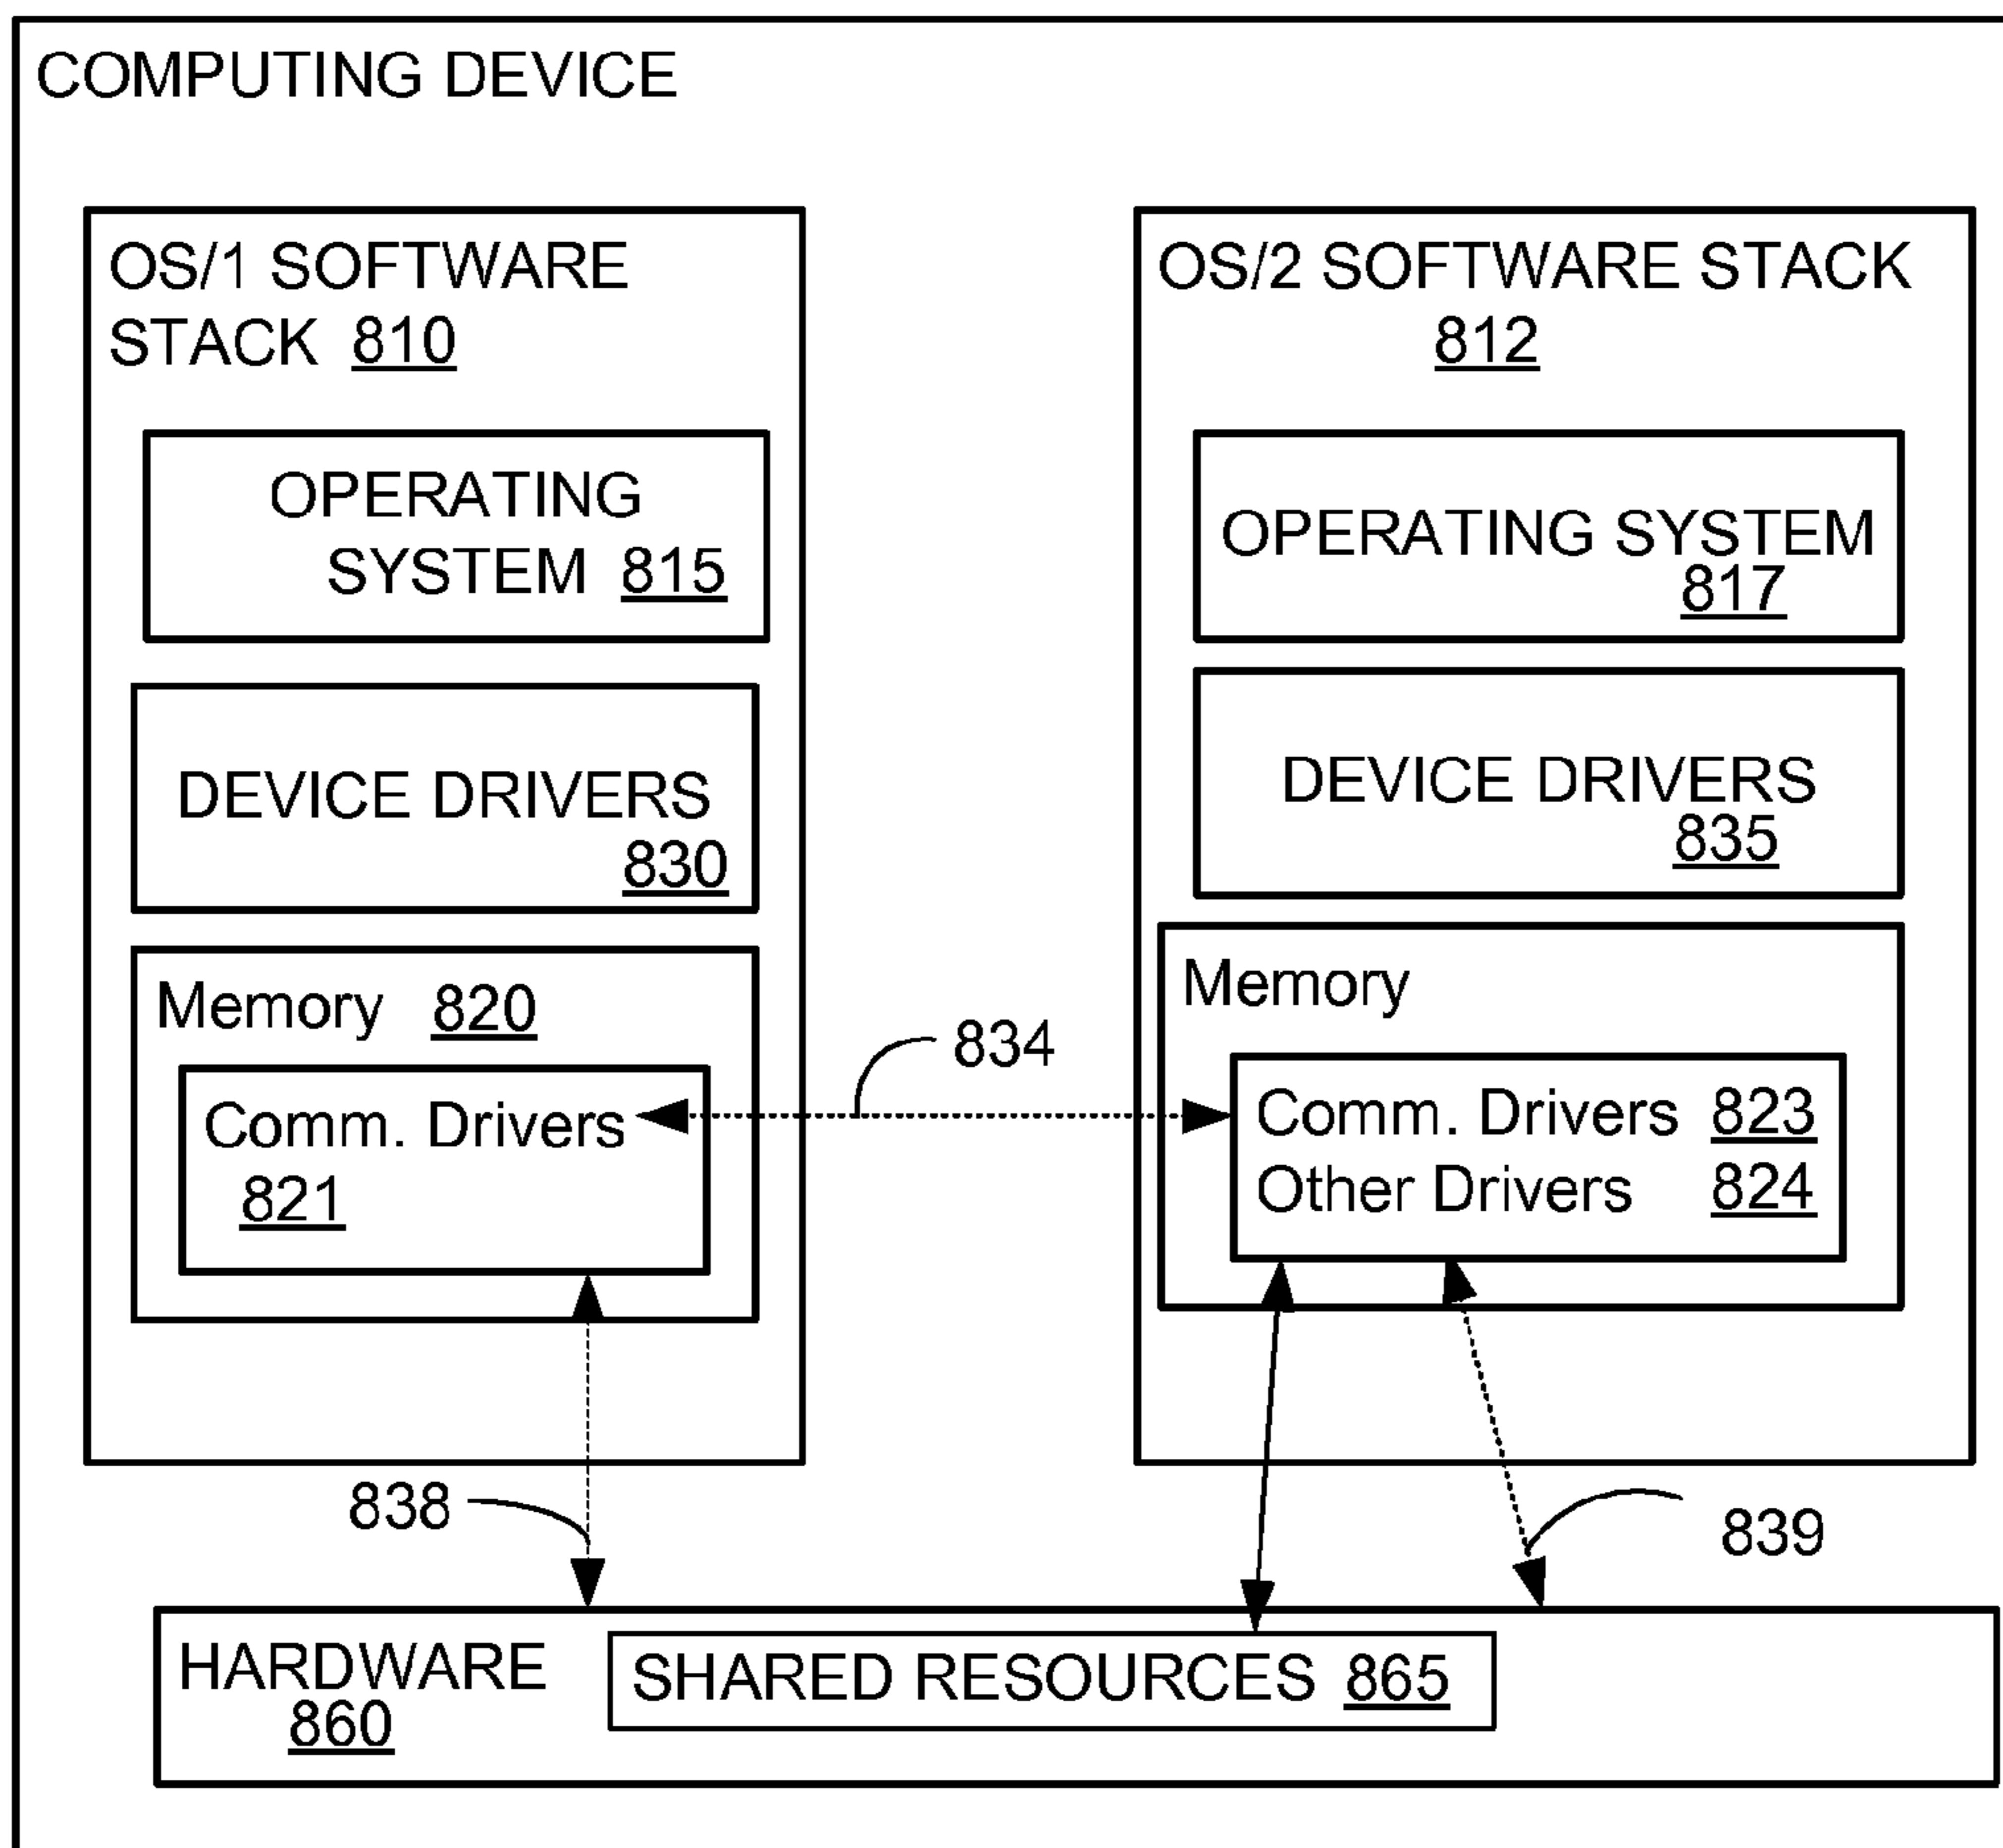 COMPUTING DEVICE
OS/1 SOFTWARE
STACK 810
OPERATING
SYSTEM 815
DEVICE DRIVERS
830
Memory 820
Comm. Drivers
821
834
OS/2 SOFTWARE STACK
812
OPERATING SYSTEM
817
DEVICE DRIVERS
835
Memory
Comm. Drivers 823
Other Drivers 824
838
839
HARDWARE
860
SHARED RESOURCES 865